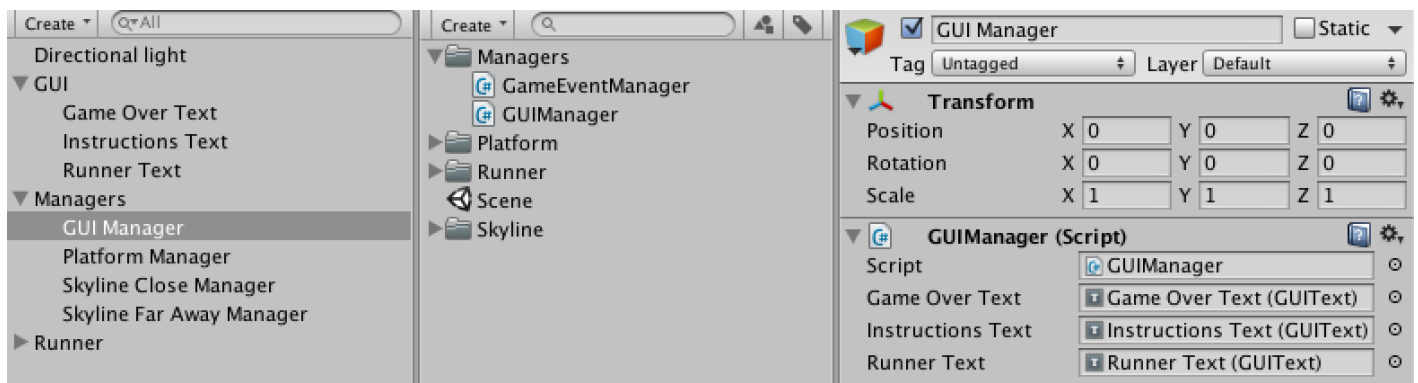 Create
All
Directional light
GUI
Game Over Text
Instructions Text
Runner Text
Managers
GUI Manager
Platform Manager
Skyline Close Manager
Skyline Far Away Manager
Runner
Create
Managers
GameEventManager
GUIManager
Platform
Runner
Scene
Skyline
GUI Manager Static
Tag Untagged Layer Default
Transform
Position X 0 Y 0 Z 0
Rotation X 0 Y 0 Z 0
Scale X 1 Y 1 Z 1
C# GUIManager (Script)
Script GUIManager
Game Over Text Game Over Text (GUIText)
Instructions Text Instructions Text (GUIText)
Runner Text Runner Text (GUIText)